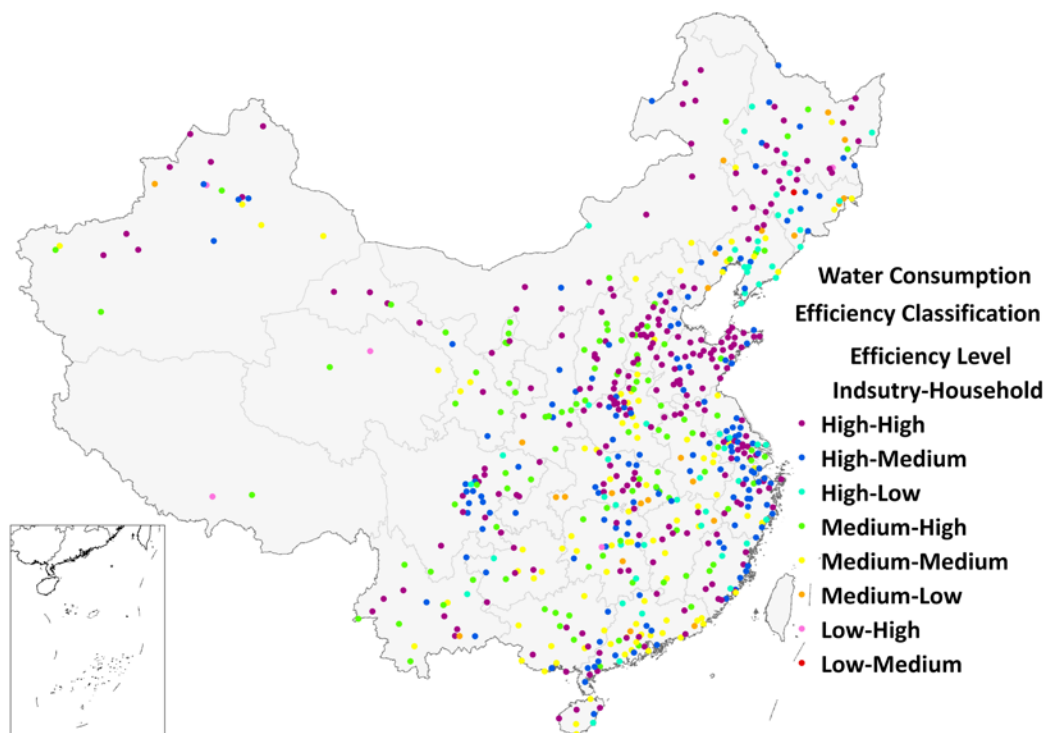 Water Consumption
Efficiency Classification
Efficiency Level
Indsutry-Household
High-High
High-Medium
High-Low
Medium-High
Medium-Medium
Medium-Low
Low-High
Low-Medium